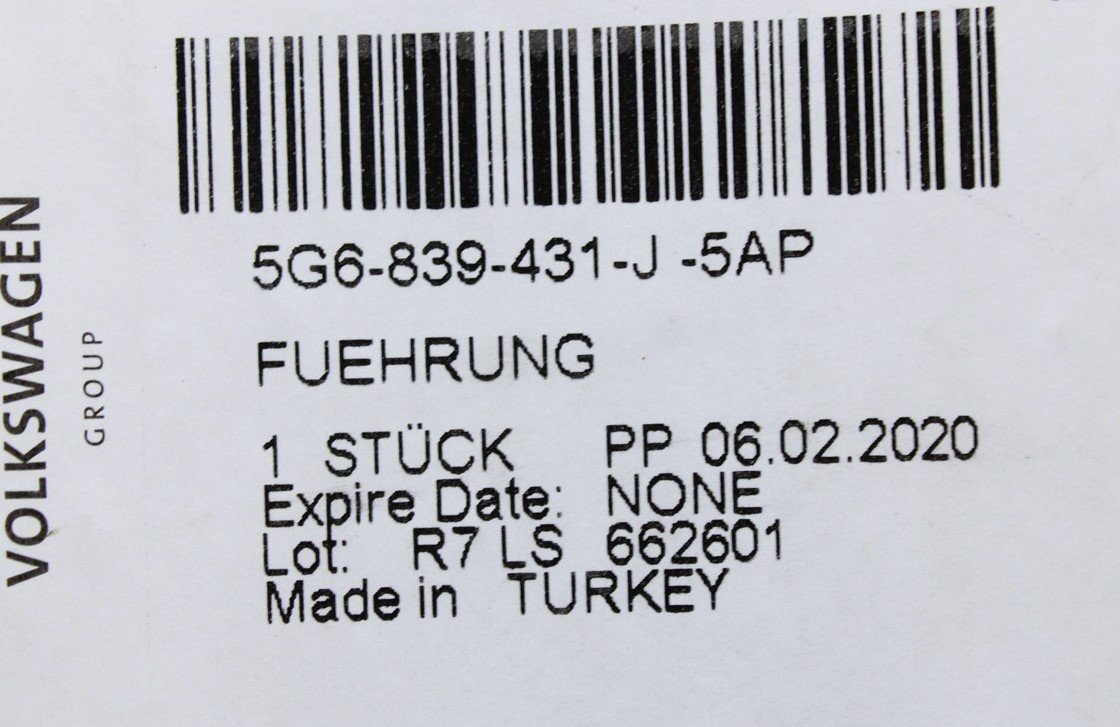 5G6-839-431-J -5AP
FUEHRUNG
1 STÜCK PP 06.02.2020
Expire Date: NONE
Lot: R7 LS 662601
Made in TURKEY
VOLKSWAGEN
GROUP